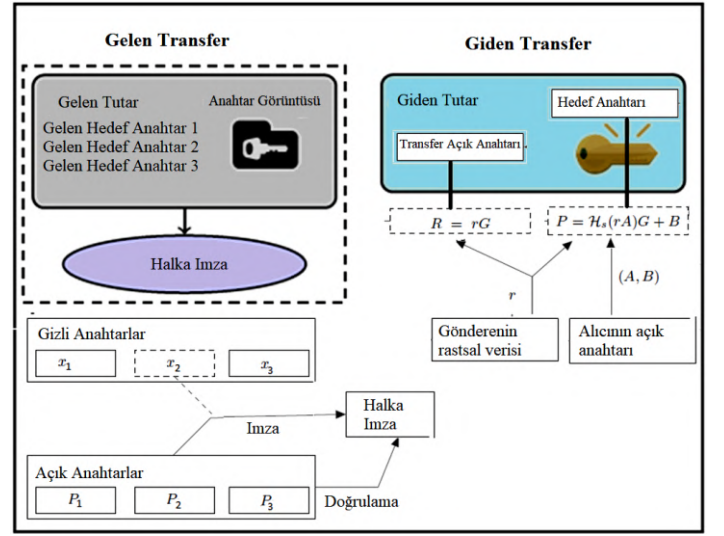 Gelen Transfer
Gelen Tutar
Anahtar Görüntüsü
Gelen Hedef Anahtar 1
Gelen Hedef Anahtar 2
Gelen Hedef Anahtar 3
Halka Imza
Giden Transfer
Giden Tutar
Hedef Anahtarı
Transfer Açık Anahtarı
R = rG
P = ℋₛ(rA)G + B
r
(A, B)
Gönderenin
rastsal verisi
Alıcının açık
anahtarı
Gizli Anahtarlar
x₁
x₂
x₃
Imza
Halka
Imza
Açık Anahtarlar
P₁
P₂
P₃
Doğrulama